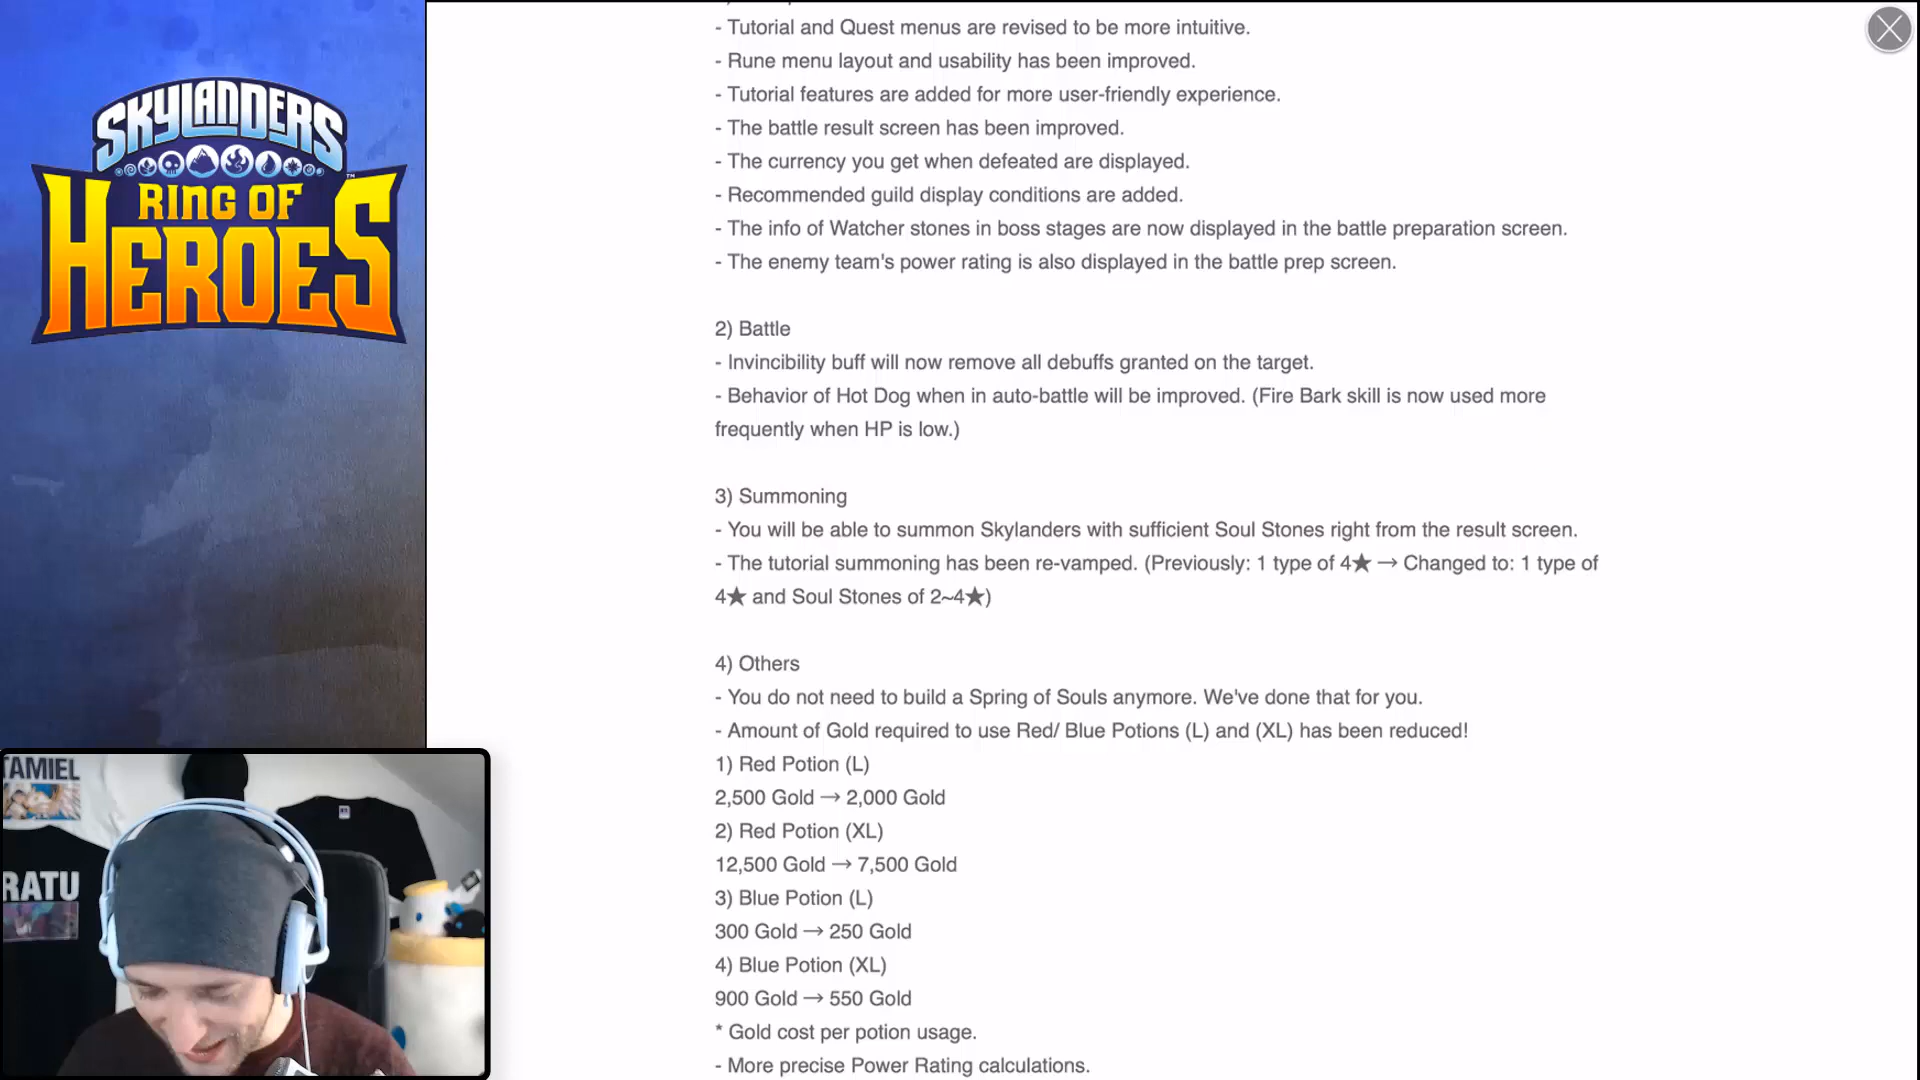 SKYLANDERS
RING OF
HEROES
TM
- Tutorial and Quest menus are revised to be more intuitive.
- Rune menu layout and usability has been improved.
- Tutorial features are added for more user-friendly experience.
- The battle result screen has been improved.
- The currency you get when defeated are displayed.
- Recommended guild display conditions are added.
- The info of Watcher stones in boss stages are now displayed in the battle preparation screen.
- The enemy team's power rating is also displayed in the battle prep screen.
2) Battle
- Invincibility buff will now remove all debuffs granted on the target.
- Behavior of Hot Dog when in auto-battle will be improved. (Fire Bark skill is now used more
frequently when HP is low.)
3) Summoning
- You will be able to summon Skylanders with sufficient Soul Stones right from the result screen.
- The tutorial summoning has been re-vamped. (Previously: 1 type of 4★ → Changed to: 1 type of
4★ and Soul Stones of 2~4★)
4) Others
- You do not need to build a Spring of Souls anymore. We've done that for you.
- Amount of Gold required to use Red/ Blue Potions (L) and (XL) has been reduced!
1) Red Potion (L)
2,500 Gold → 2,000 Gold
2) Red Potion (XL)
12,500 Gold → 7,500 Gold
3) Blue Potion (L)
300 Gold → 250 Gold
4) Blue Potion (XL)
900 Gold → 550 Gold
* Gold cost per potion usage.
- More precise Power Rating calculations.
TAMIEL
RATU